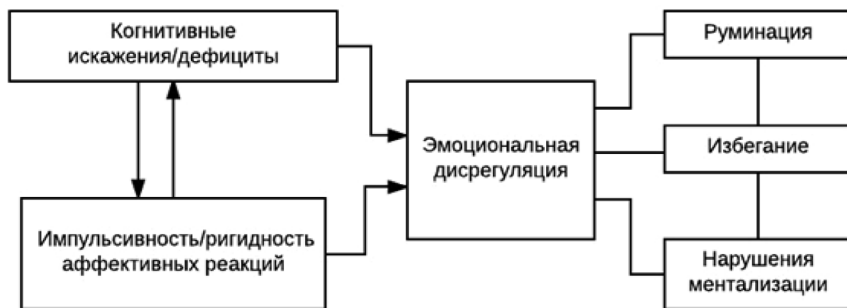 Когнитивные
искажения/дефициты
Импульсивность/ригидность
аффективных реакций
Эмоциональная
дисрегуляция
Руминация
Избегание
Нарушения
ментализации